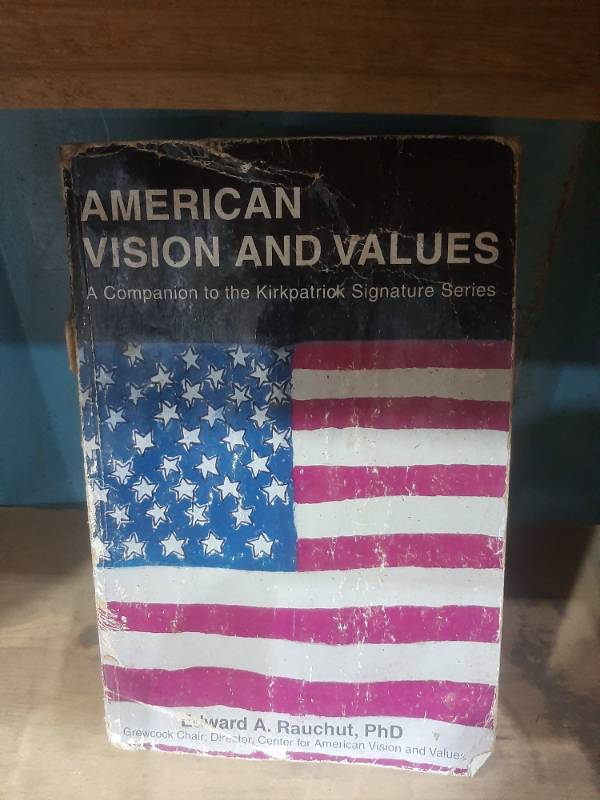 AMERICAN
VISION AND VALUES
A Companion to the Kirkpatrick Signature Series
Edward A. Rauchut, PhD
Grewcock Chair; Director, Center for American Vision and Values